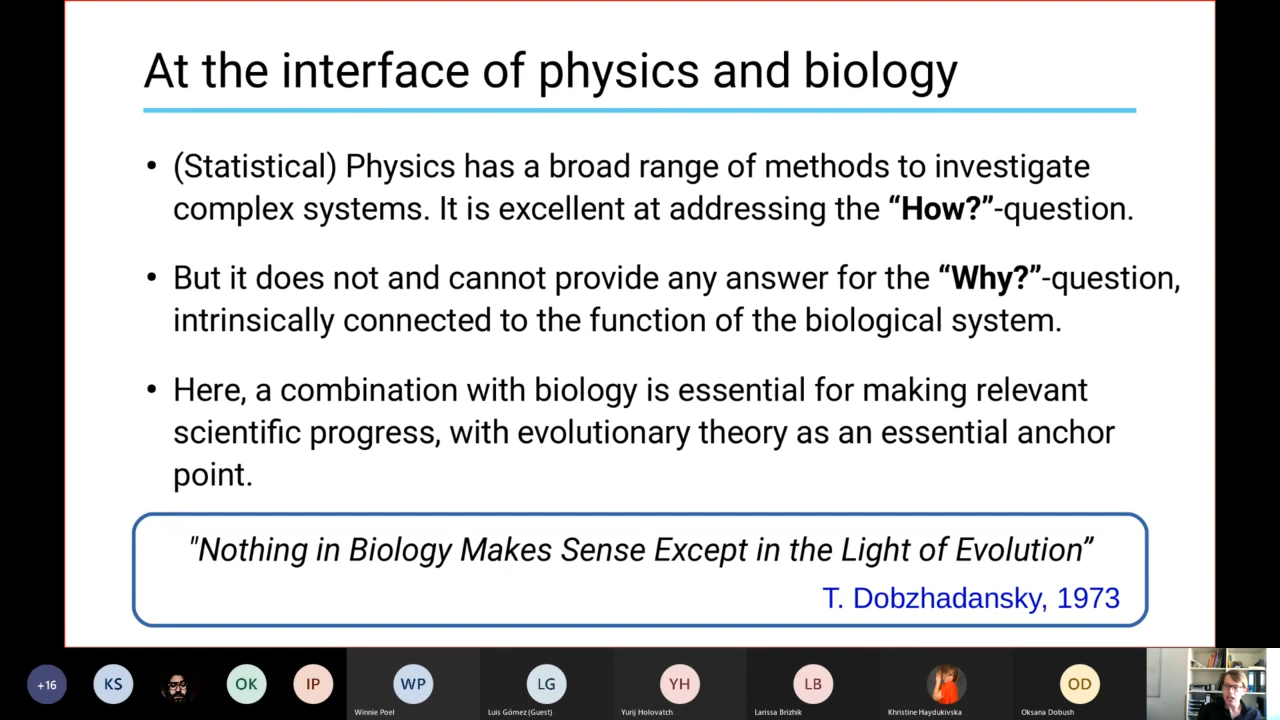 At the interface of physics and biology
• (Statistical) Physics has a broad range of methods to investigate
complex systems. It is excellent at addressing the “How?”-question.
• But it does not and cannot provide any answer for the “Why?”-question,
intrinsically connected to the function of the biological system.
• Here, a combination with biology is essential for making relevant
scientific progress, with evolutionary theory as an essential anchor
point.
"Nothing in Biology Makes Sense Except in the Light of Evolution”
T. Dobzhadansky, 1973
+16 KS OK IP WP LG YH LB OD
Winnie Poel Luis Gómez (Guest) Yurij Holovatch Larissa Brizhik Khristine Haydukivska Oksana Dobush